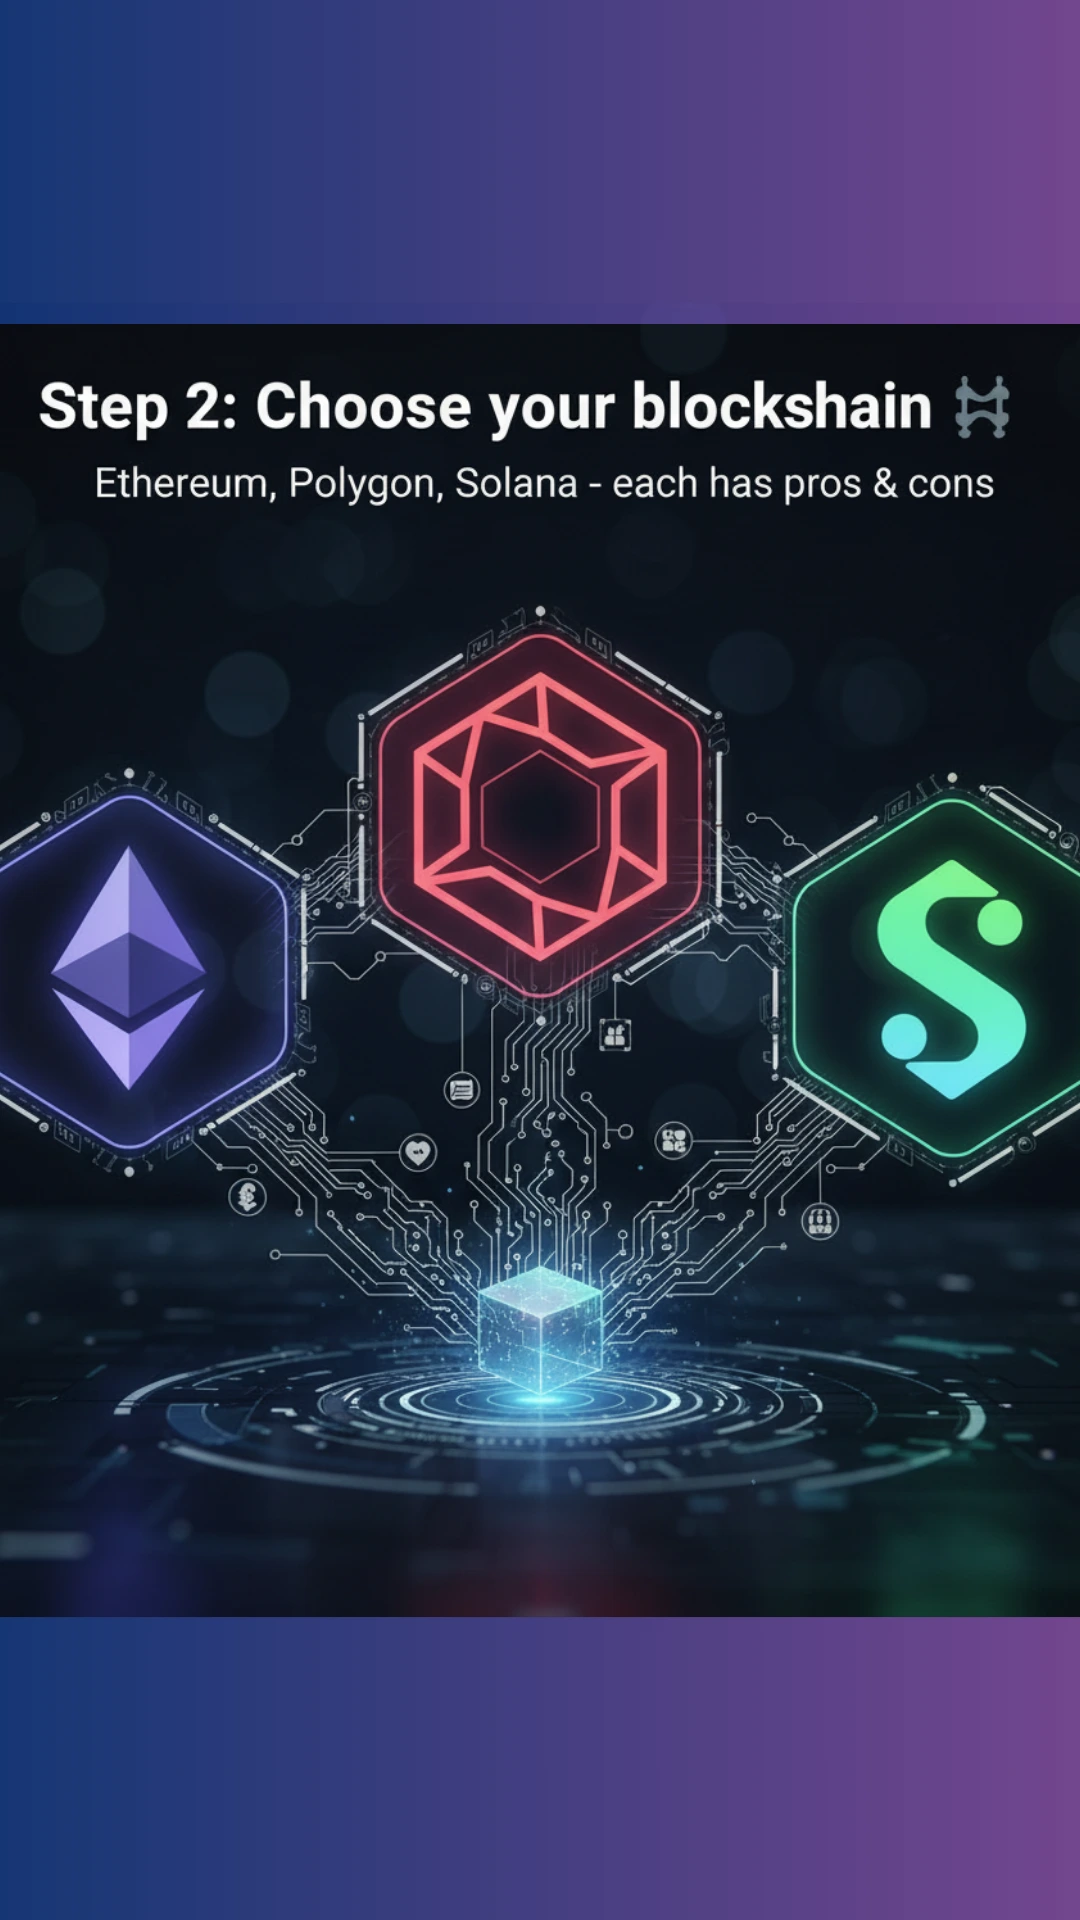 Step 2: Choose your blockshain
Ethereum, Polygon, Solana - each has pros & cons